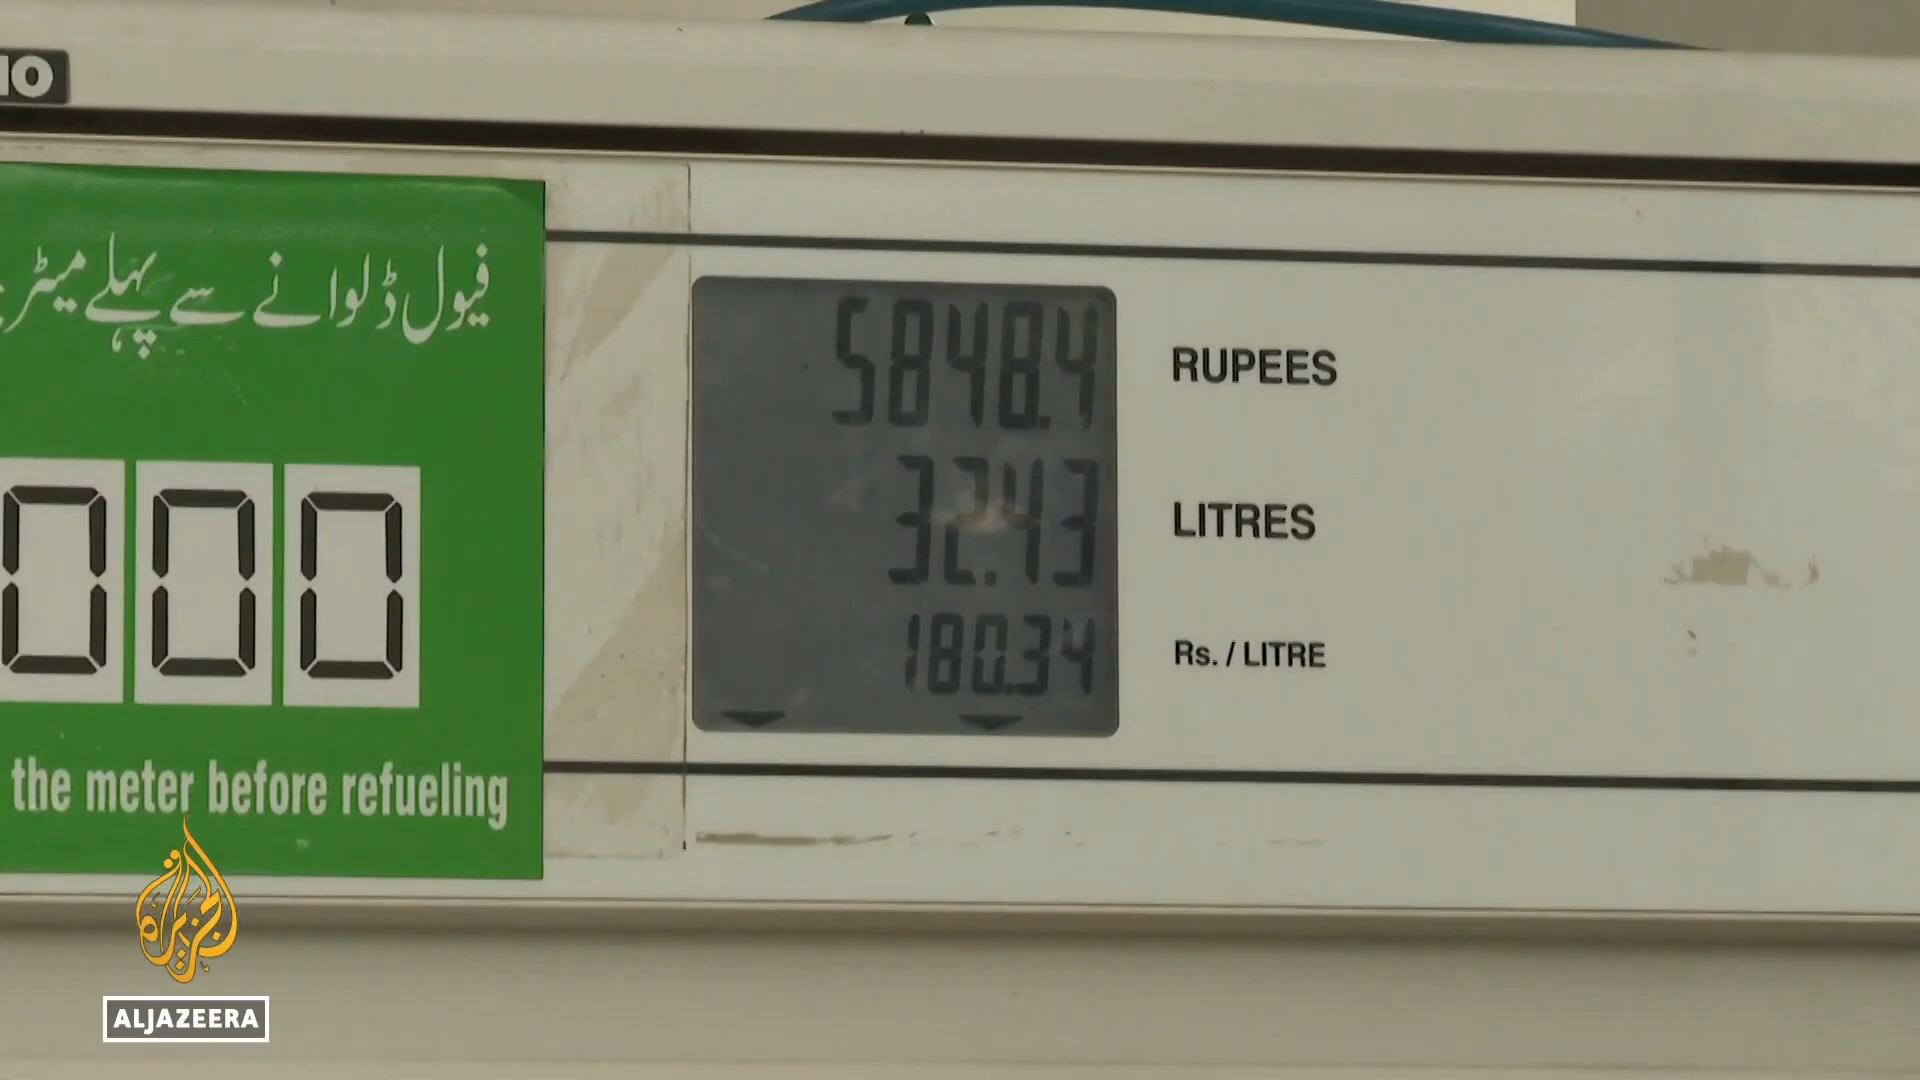 فیول ڈلوانے سے پہلے میٹر
000
the meter before refueling
5848.4 RUPEES
32.43 LITRES
180.34 Rs. / LITRE
الجزيرة
ALJAZEERA